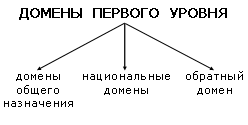 ДОМЕНЫ ПЕРВОГО УРОВНЯ
домены
общего
назначения
национальные
домены
обратный
домен